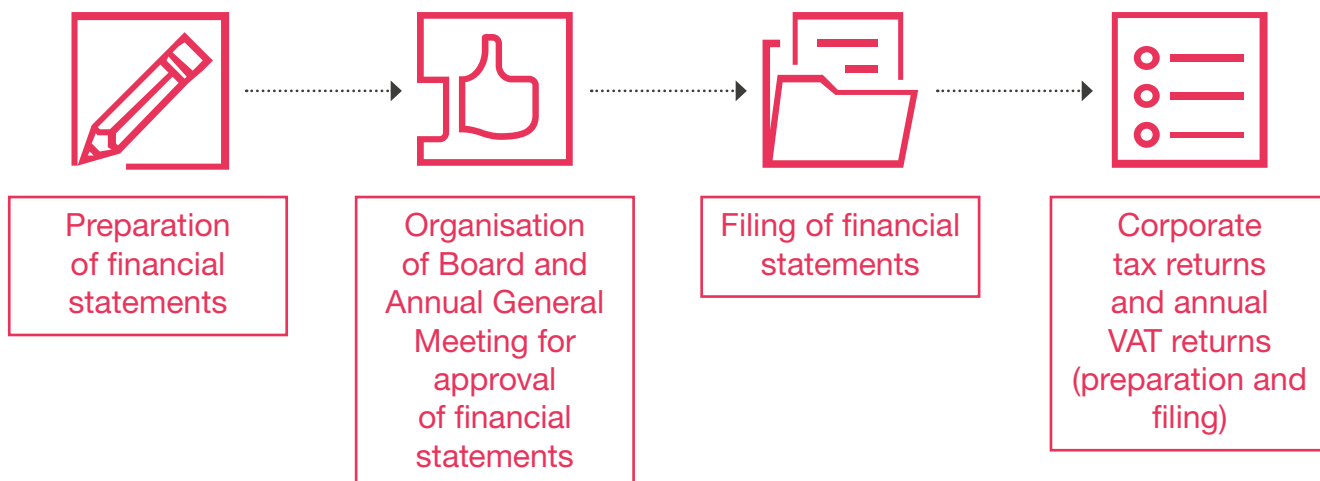 Preparation
of financial
statements
Organisation
of Board and
Annual General
Meeting for
approval
of financial
statements
Filing of financial
statements
Corporate
tax returns
and annual
VAT returns
(preparation and
filing)